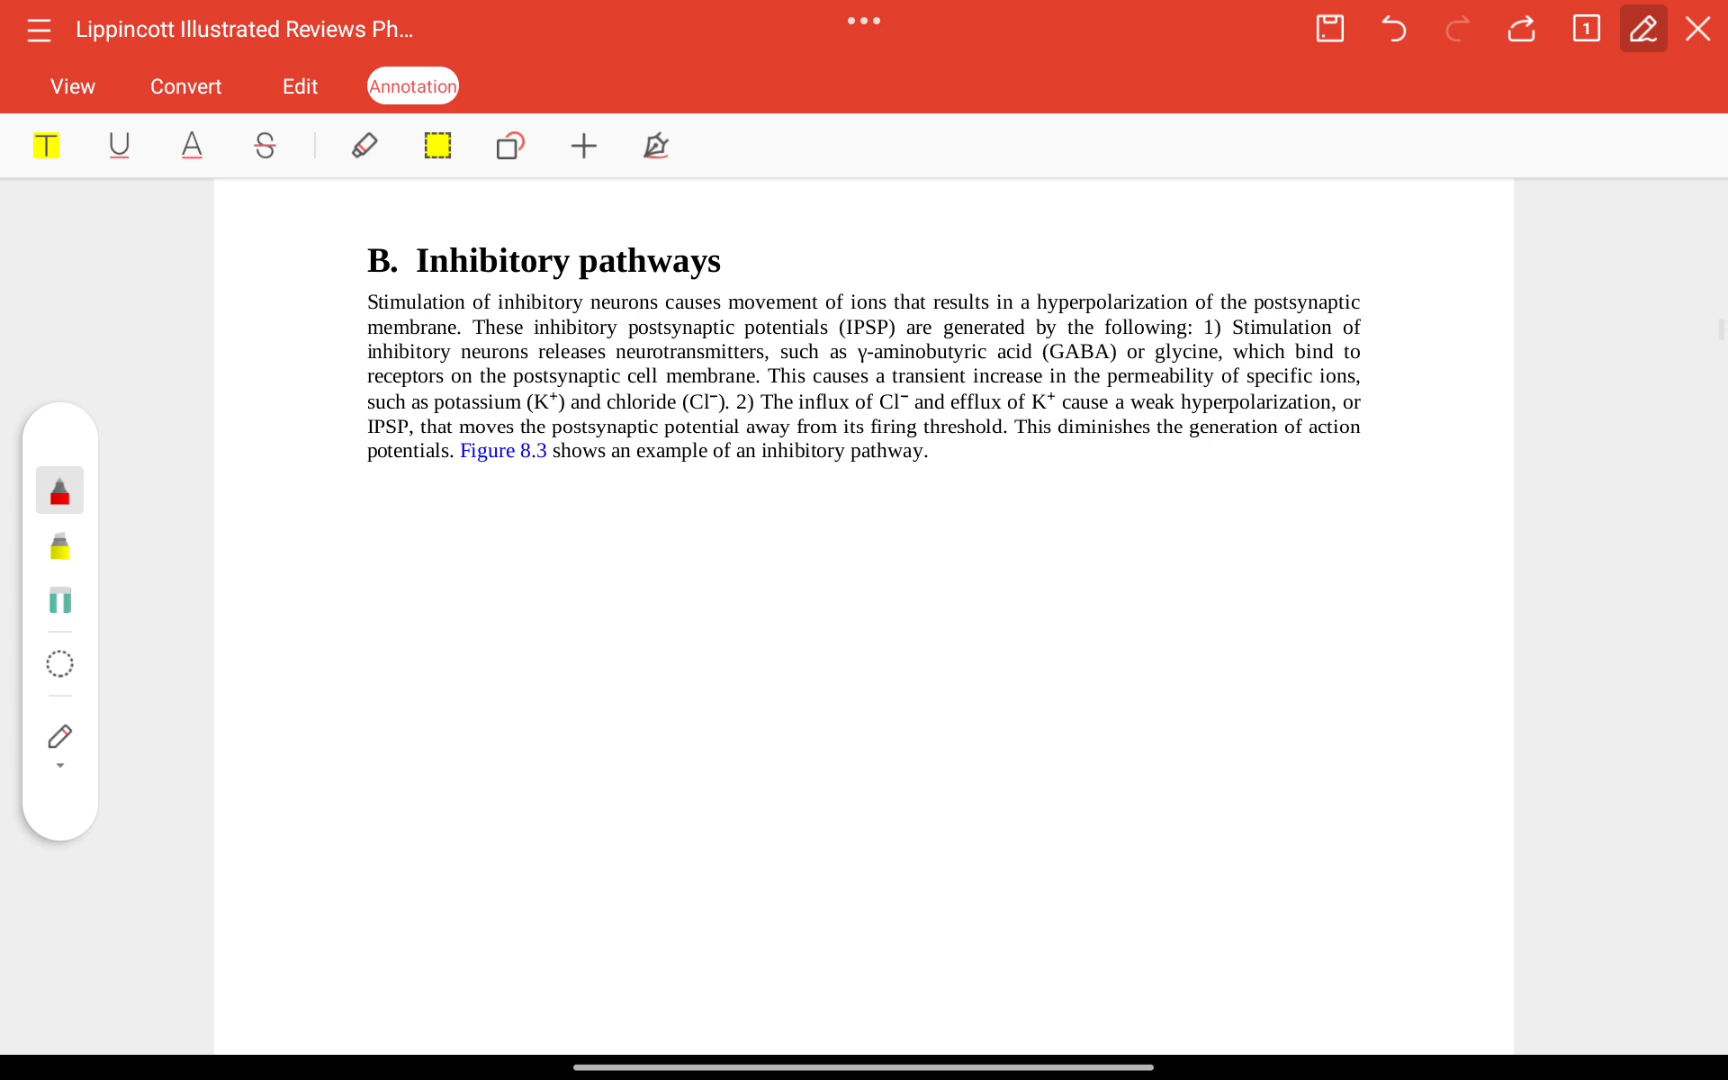 Lippincott Illustrated Reviews Ph...
1
View Convert Edit Annotation
T U A S
B. Inhibitory pathways
Stimulation of inhibitory neurons causes movement of ions that results in a hyperpolarization of the postsynaptic
membrane. These inhibitory postsynaptic potentials (IPSP) are generated by the following: 1) Stimulation of
inhibitory neurons releases neurotransmitters, such as γ-aminobutyric acid (GABA) or glycine, which bind to
receptors on the postsynaptic cell membrane. This causes a transient increase in the permeability of specific ions,
such as potassium (K⁺) and chloride (Cl⁻). 2) The influx of Cl⁻ and efflux of K⁺ cause a weak hyperpolarization, or
IPSP, that moves the postsynaptic potential away from its firing threshold. This diminishes the generation of action
potentials. Figure 8.3 shows an example of an inhibitory pathway.